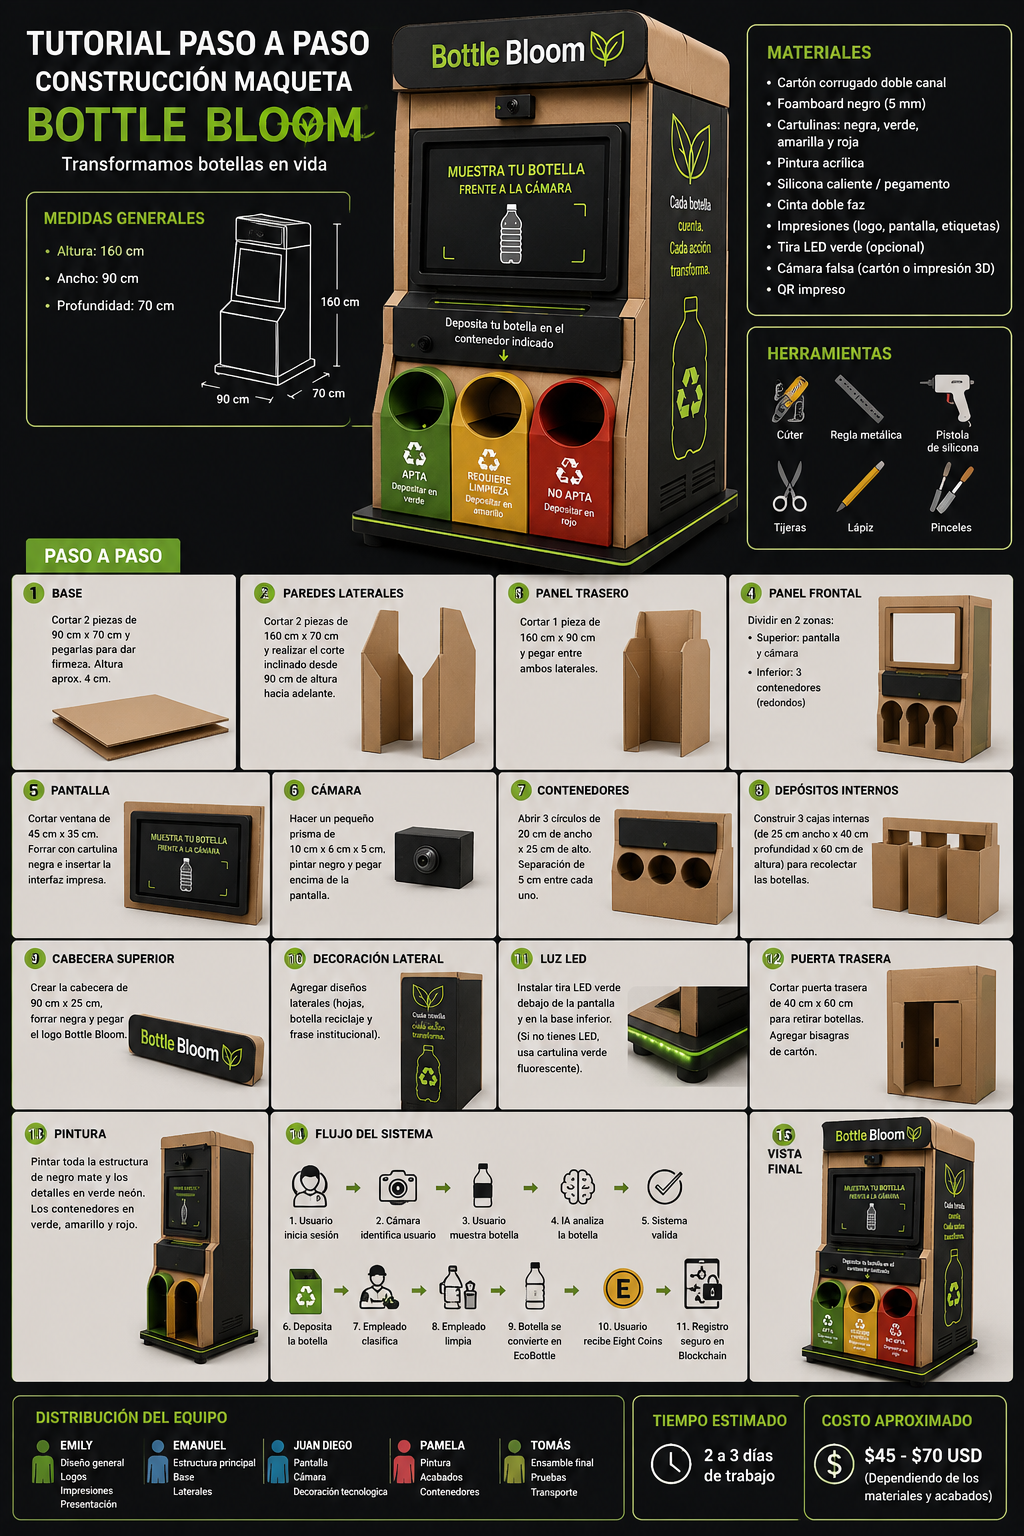 TUTORIAL PASO A PASO
CONSTRUCCIÓN MAQUETA
BOTTLE BLOOM
Transformamos botellas en vida
MEDIDAS GENERALES
• Altura: 160 cm
• Ancho: 90 cm
• Profundidad: 70 cm
160 cm
90 cm
70 cm
Bottle Bloom
MUESTRA TU BOTELLA
FRENTE A LA CÁMARA
Deposita tu botella en el
contenedor indicado
APTA
Depositar en
verde
REQUIERE
LIMPIEZA
Depositar en
amarillo
NO APTA
Depositar en
rojo
Cada botella
cuenta.
Cada acción
transforma.
MATERIALES
• Cartón corrugado doble canal
• Foamboard negro (5 mm)
• Cartulinas: negra, verde,
amarilla y roja
• Pintura acrílica
• Silicona caliente / pegamento
• Cinta doble faz
• Impresiones (logo, pantalla, etiquetas)
• Tira LED verde (opcional)
• Cámara falsa (cartón o impresión 3D)
• QR impreso
HERRAMIENTAS
Cúter
Regla metálica
Pistola
de silicona
Tijeras
Lápiz
Pinceles
PASO A PASO
1 BASE
Cortar 2 piezas de
90 cm x 70 cm y
pegarlas para dar
firmeza. Altura
aprox. 4 cm.
2 PAREDES LATERALES
Cortar 2 piezas de
160 cm x 70 cm
y realizar el corte
inclinado desde
90 cm de altura
hacia adelante.
3 PANEL TRASERO
Cortar 1 pieza de
160 cm x 90 cm
y pegar entre
ambos laterales.
4 PANEL FRONTAL
Dividir en 2 zonas:
• Superior: pantalla
y cámara
• Inferior: 3
contenedores
(redondos)
5 PANTALLA
Cortar ventana de
45 cm x 35 cm.
Forrar con cartulina
negra e insertar la
interfaz impresa.
MUESTRA TU BOTELLA
FRENTE A LA CÁMARA
6 CÁMARA
Hacer un pequeño
prisma de
10 cm x 6 cm x 5 cm,
pintar negro y pegar
encima de la
pantalla.
7 CONTENEDORES
Abrir 3 círculos de
20 cm de ancho
x 25 cm de alto.
Separación de
5 cm entre cada
uno.
8 DEPÓSITOS INTERNOS
Construir 3 cajas internas
(de 25 cm ancho x 40 cm
profundidad x 60 cm de
altura) para recolectar
las botellas.
9 CABECERA SUPERIOR
Crear la cabecera de
90 cm x 25 cm,
forrar negra y pegar
el logo Bottle Bloom.
Bottle Bloom
10 DECORACIÓN LATERAL
Agregar diseños
laterales (hojas,
botella reciclaje y
frase institucional).
transforma.
11 LUZ LED
Instalar tira LED verde
debajo de la pantalla
y en la base inferior.
(Si no tienes LED,
usa cartulina verde
fluorescente).
12 PUERTA TRASERA
Cortar puerta trasera
de 40 cm x 60 cm
para retirar botellas.
Agregar bisagras
de cartón.
13 PINTURA
Pintar toda la estructura
de negro mate y los
detalles en verde neón.
Los contenedores en
verde, amarillo y rojo.
14 FLUJO DEL SISTEMA
1. Usuario
inicia sesión
2. Cámara
identifica usuario
3. Usuario
muestra botella
4. IA analiza
la botella
5. Sistema
valida
6. Deposita
la botella
7. Empleado
clasifica
8. Empleado
limpia
9. Botella se
convierte en
EcoBottle
E
10. Usuario
recibe Eight Coins
11. Registro
seguro en
Blockchain
15
VISTA
FINAL
Bottle Bloom
MUESTRA TU BOTELLA
FRENTE A LA CÁMARA
DISTRIBUCIÓN DEL EQUIPO
EMILY
Diseño general
Logos
Impresiones
Presentación
EMANUEL
Estructura principal
Base
Laterales
JUAN DIEGO
Pantalla
Cámara
Decoración tecnologica
PAMELA
Pintura
Acabados
Contenedores
TOMÁS
Ensamble final
Pruebas
Transporte
TIEMPO ESTIMADO
2 a 3 días
de trabajo
COSTO APROXIMADO
$
$45 - $70 USD
(Dependiendo de los
materiales y acabados)